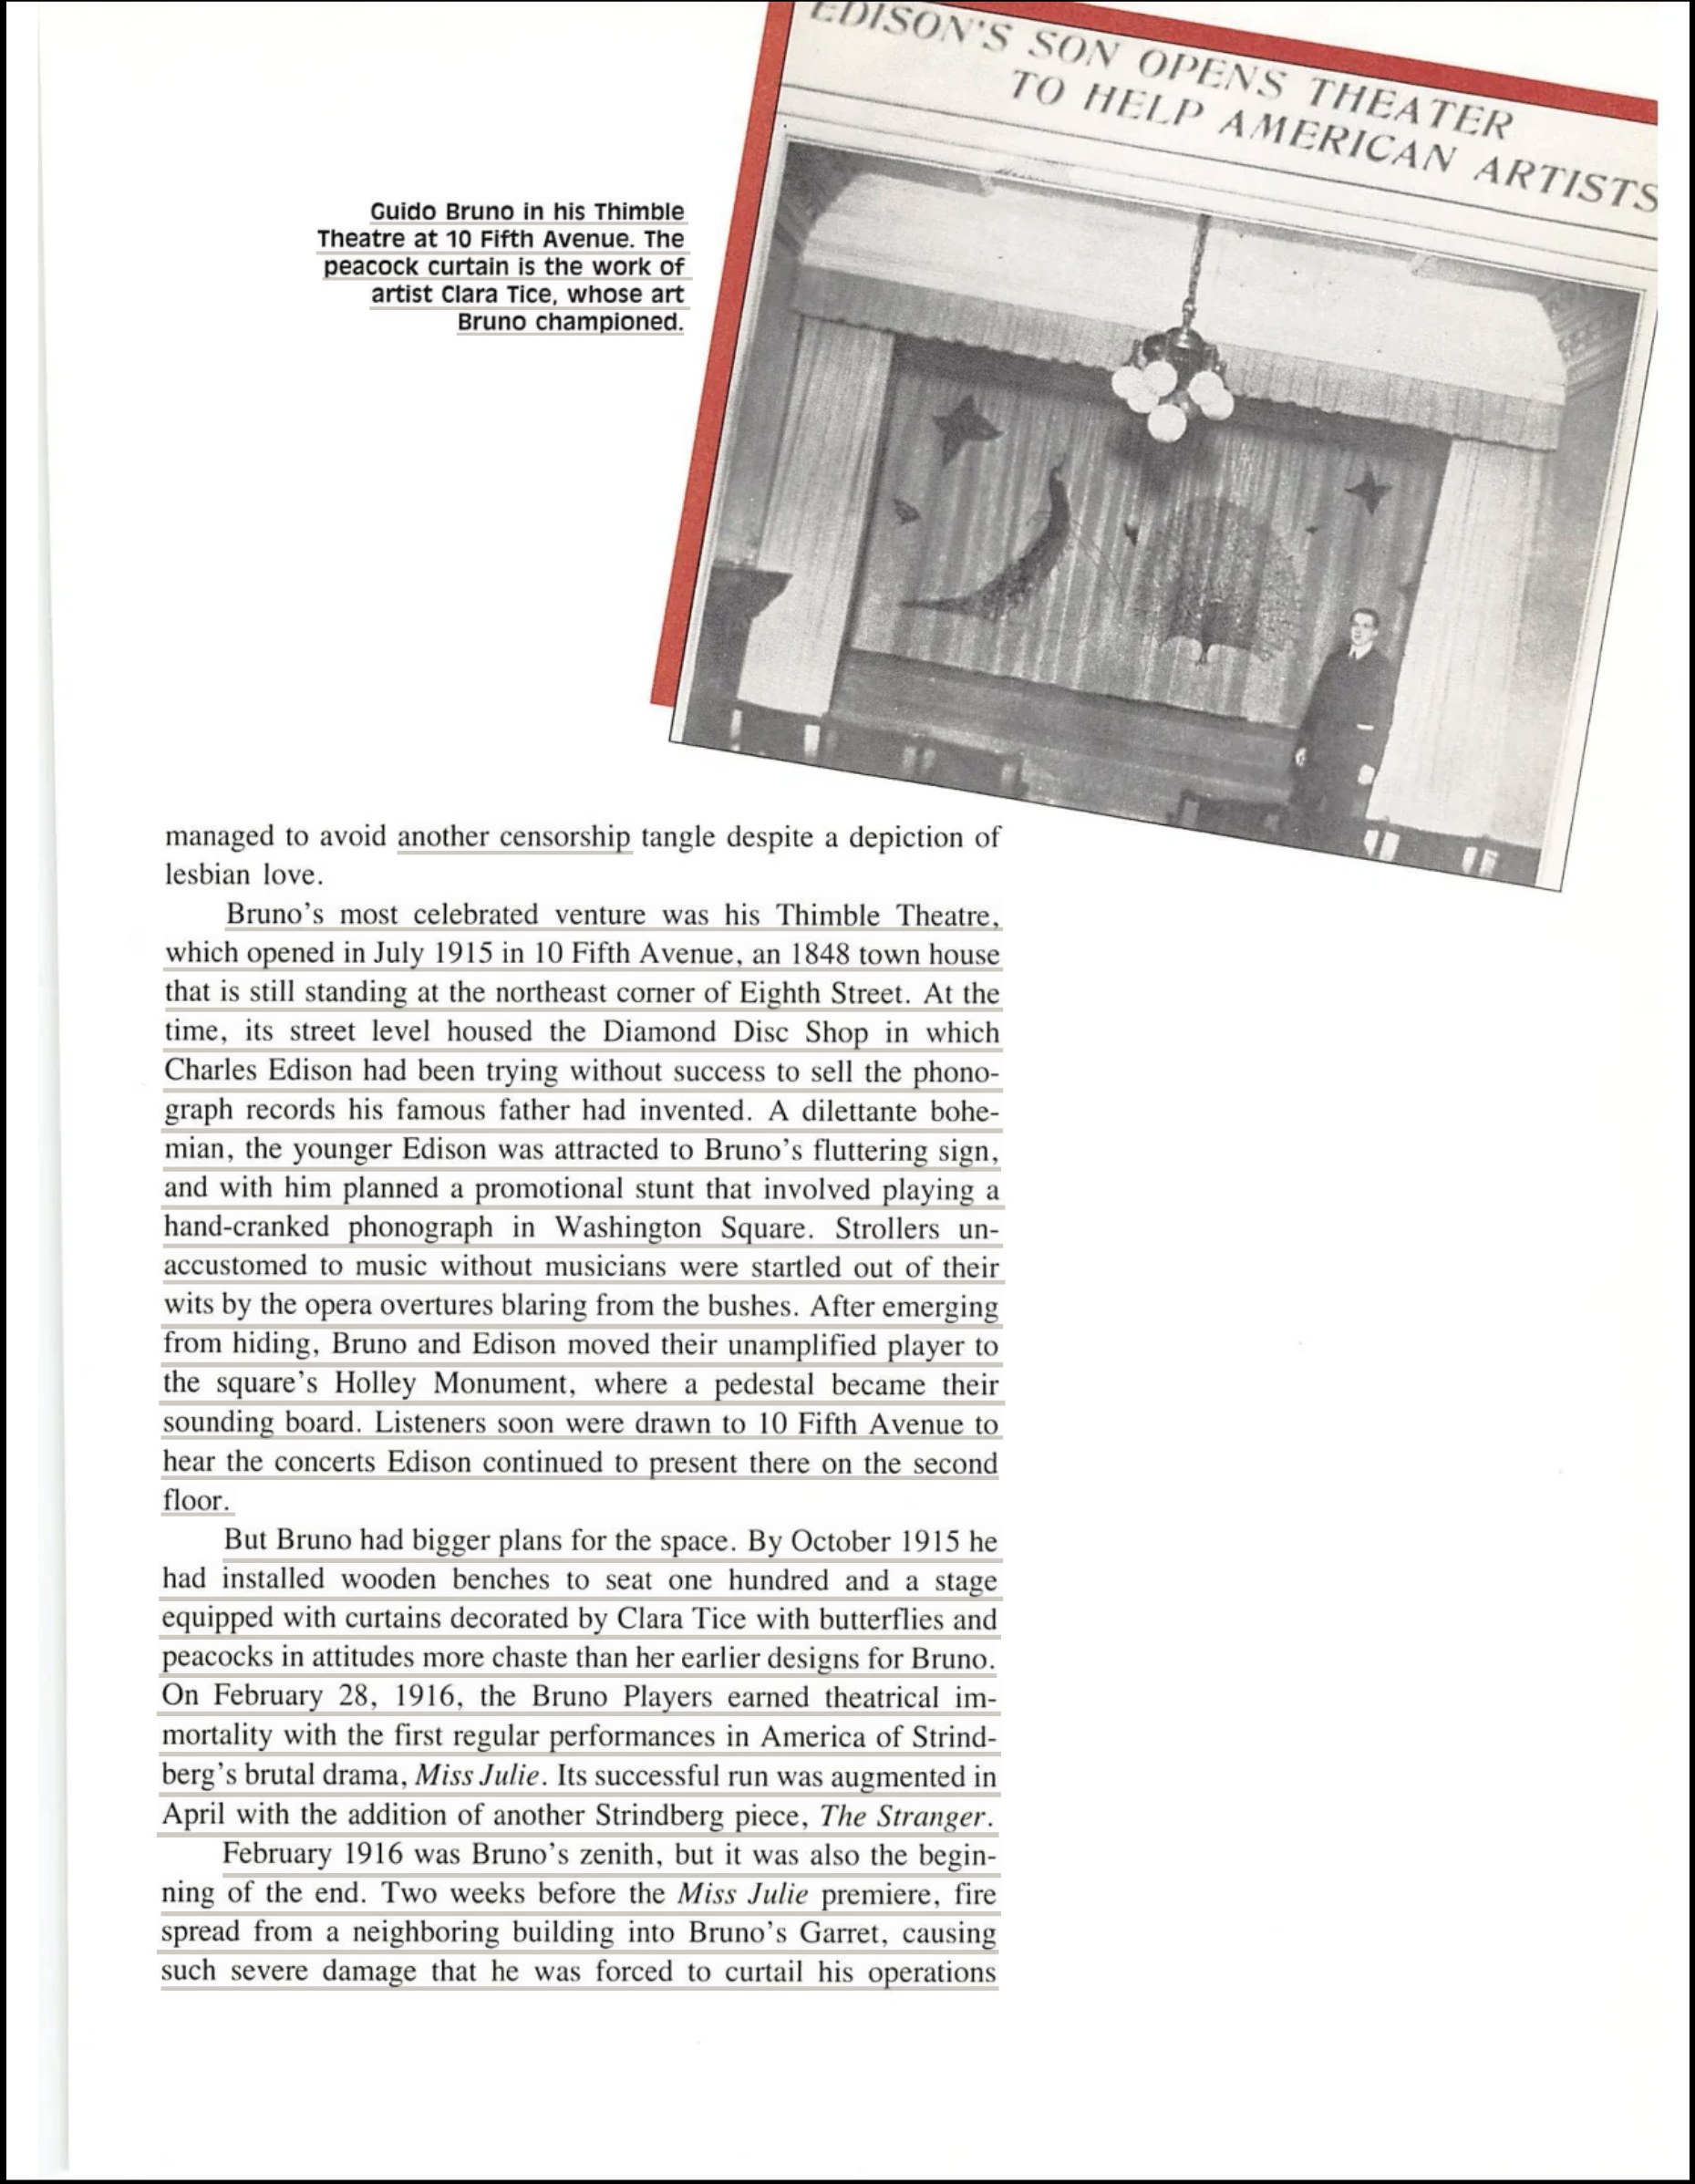 EDISON'S SON OPENS THEATER
TO HELP AMERICAN ARTISTS
Guido Bruno in his Thimble
Theatre at 10 Fifth Avenue. The
peacock curtain is the work of
artist Clara Tice, whose art
Bruno championed.
managed to avoid another censorship tangle despite a depiction of
lesbian love.
Bruno's most celebrated venture was his Thimble Theatre,
which opened in July 1915 in 10 Fifth Avenue, an 1848 town house
that is still standing at the northeast corner of Eighth Street. At the
time, its street level housed the Diamond Disc Shop in which
Charles Edison had been trying without success to sell the phono-
graph records his famous father had invented. A dilettante bohe-
mian, the younger Edison was attracted to Bruno's fluttering sign,
and with him planned a promotional stunt that involved playing a
hand-cranked phonograph in Washington Square. Strollers un-
accustomed to music without musicians were startled out of their
wits by the opera overtures blaring from the bushes. After emerging
from hiding, Bruno and Edison moved their unamplified player to
the square's Holley Monument, where a pedestal became their
sounding board. Listeners soon were drawn to 10 Fifth Avenue to
hear the concerts Edison continued to present there on the second
floor.
But Bruno had bigger plans for the space. By October 1915 he
had installed wooden benches to seat one hundred and a stage
equipped with curtains decorated by Clara Tice with butterflies and
peacocks in attitudes more chaste than her earlier designs for Bruno.
On February 28, 1916, the Bruno Players earned theatrical im-
mortality with the first regular performances in America of Strind-
berg's brutal drama, Miss Julie. Its successful run was augmented in
April with the addition of another Strindberg piece, The Stranger.
February 1916 was Bruno's zenith, but it was also the begin-
ning of the end. Two weeks before the Miss Julie premiere, fire
spread from a neighboring building into Bruno's Garret, causing
such severe damage that he was forced to curtail his operations